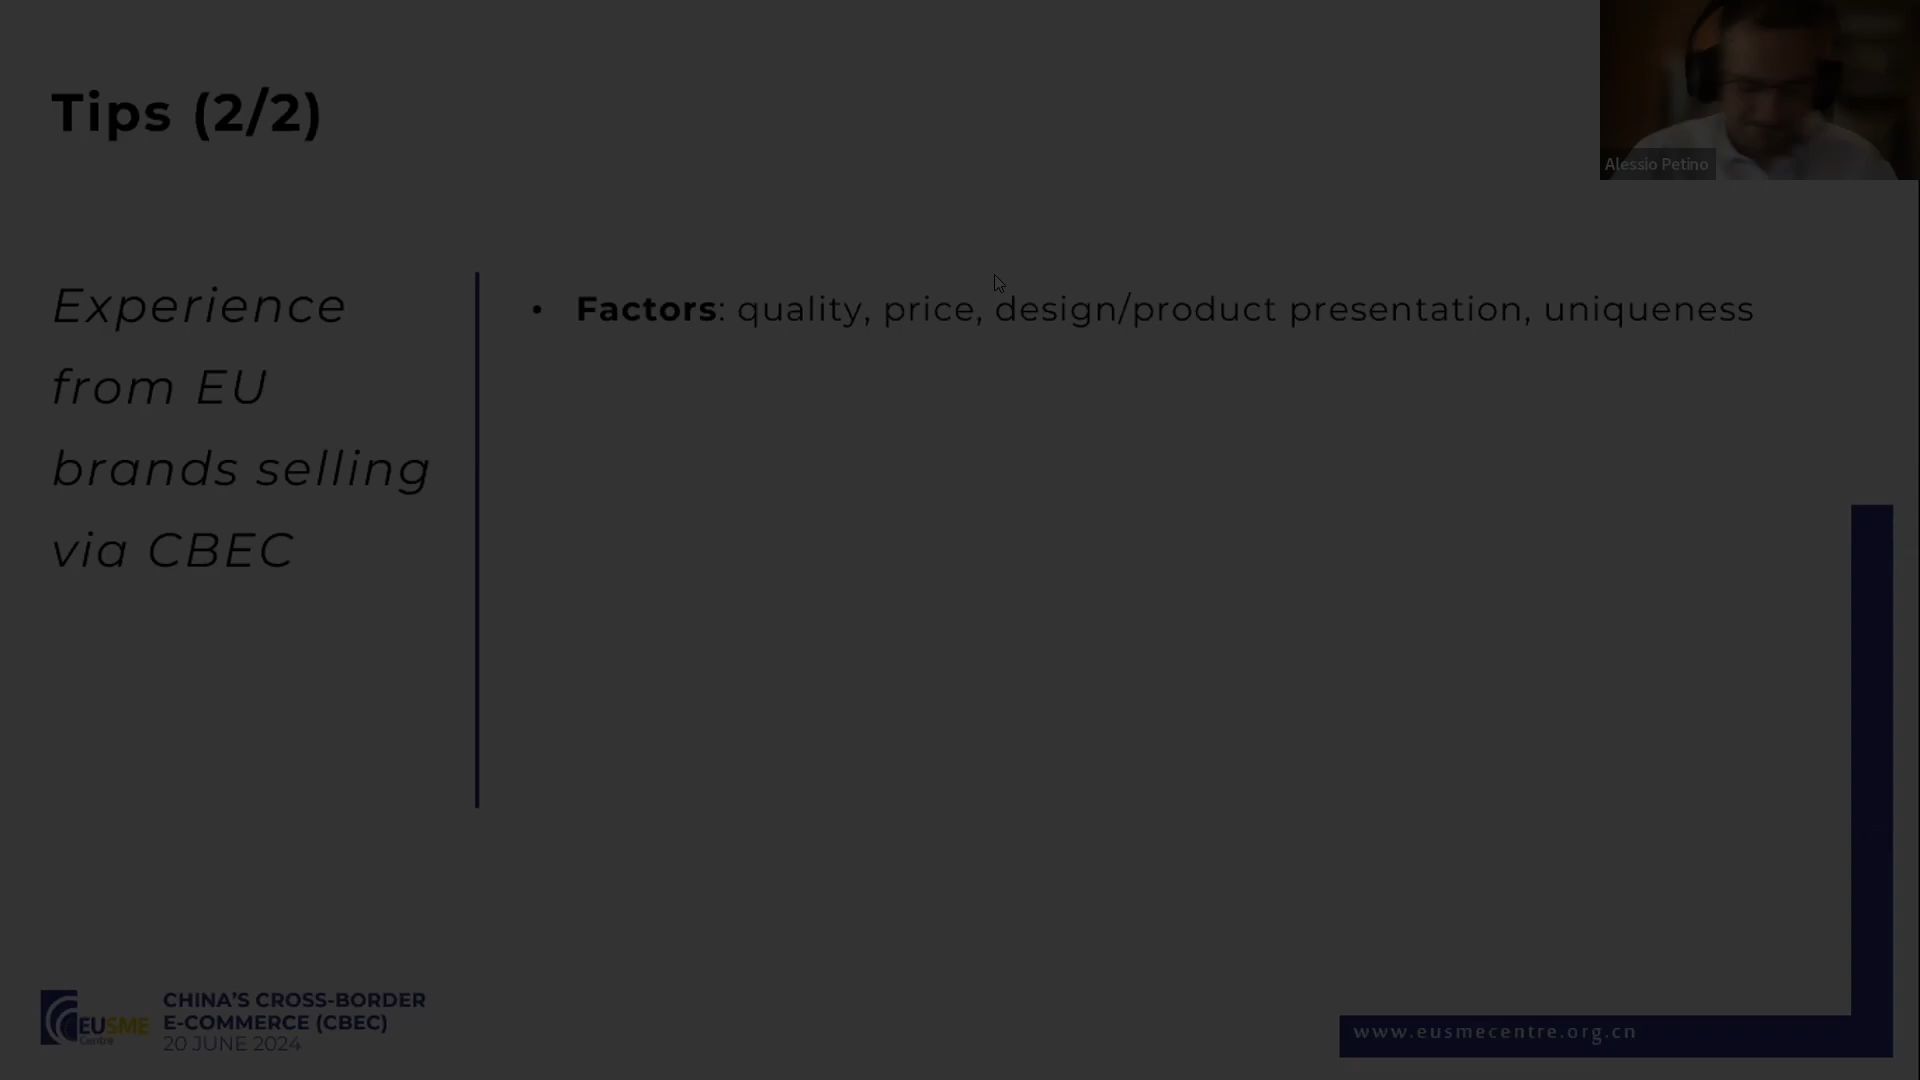 Tips (2/2)
Alessio Petino
Experience
from EU
brands selling
via CBEC
• Factors: quality, price, design/product presentation, uniqueness
EUSME
Centre
CHINA'S CROSS-BORDER
E-COMMERCE (CBEC)
20 JUNE 2024
www.eusmecentre.org.cn